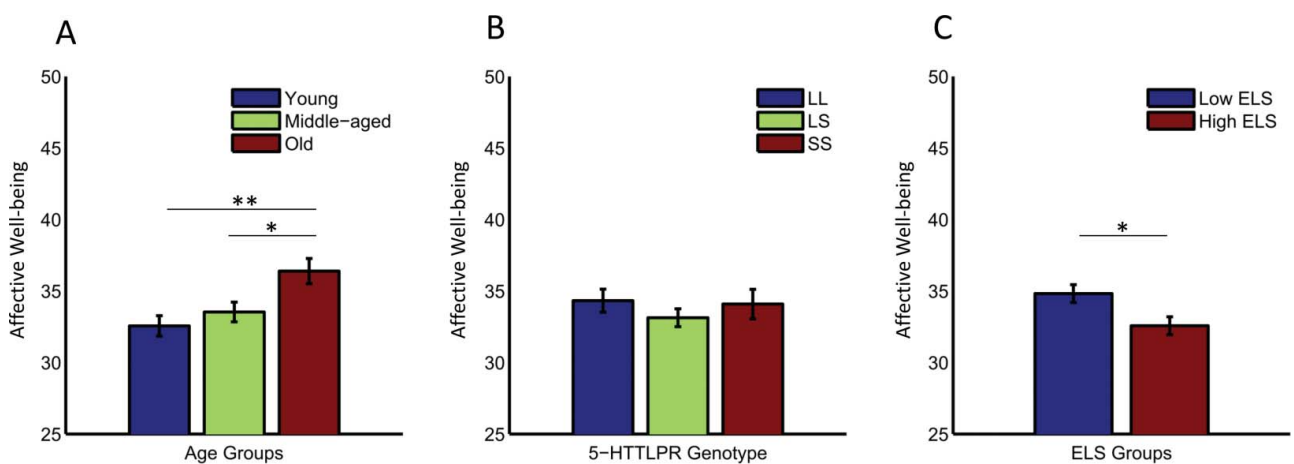 A
Affective Well-being
50
45
40
35
30
25
Young
Middle−aged
Old
**
*
Age Groups
B
Affective Well-being
50
45
40
35
30
25
LL
LS
SS
5−HTTLPR Genotype
C
Affective Well-being
50
45
40
35
30
25
Low ELS
High ELS
*
ELS Groups